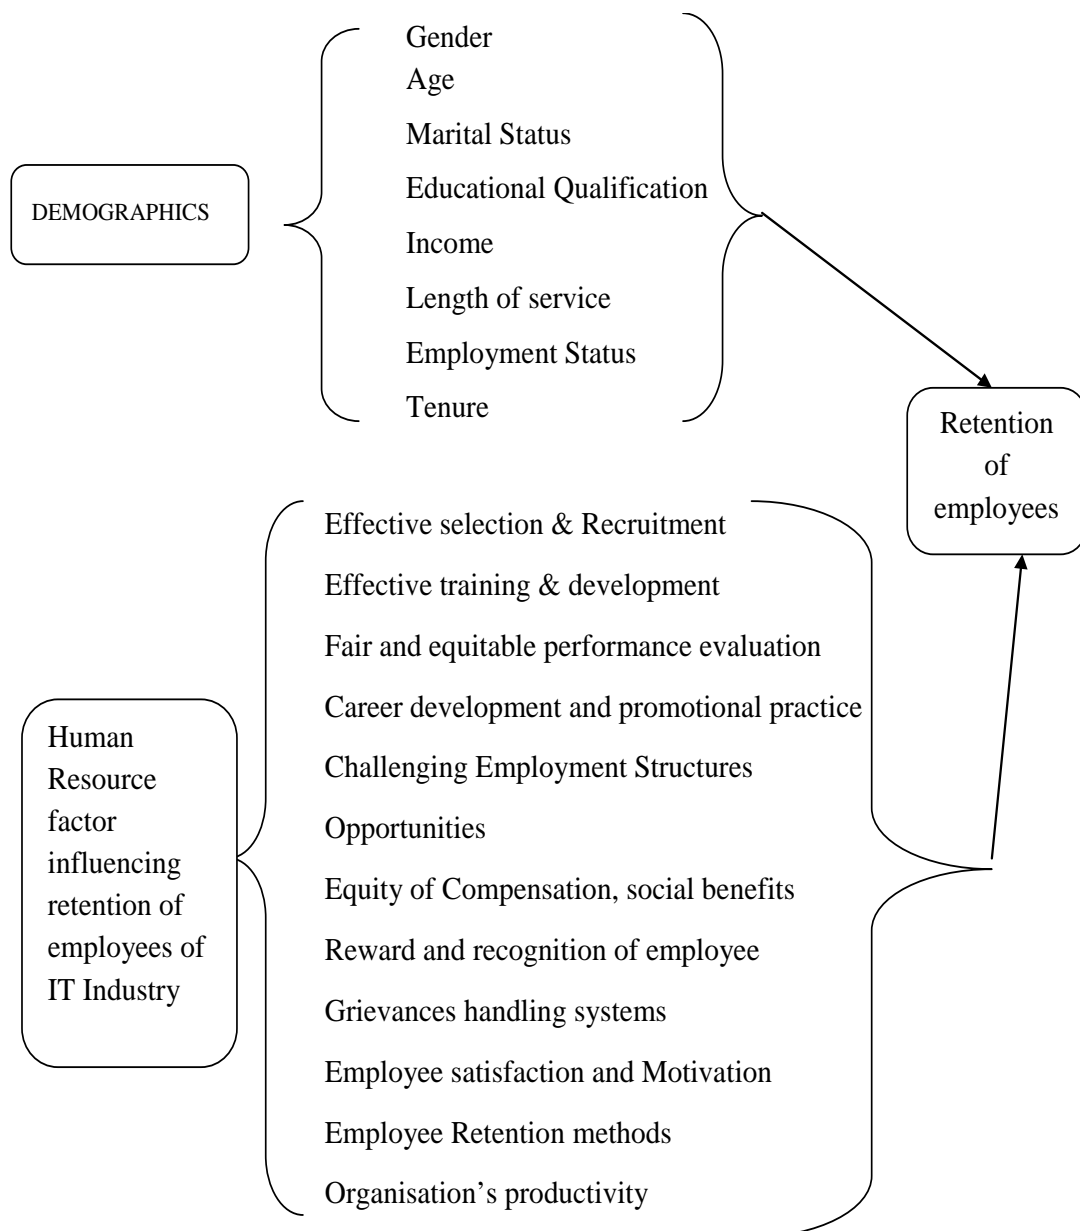 DEMOGRAPHICS
Gender
Age
Marital Status
Educational Qualification
Income
Length of service
Employment Status
Tenure
Retention
of
employees
Human
Resource
factor
influencing
retention of
employees of
IT Industry
Effective selection & Recruitment
Effective training & development
Fair and equitable performance evaluation
Career development and promotional practice
Challenging Employment Structures
Opportunities
Equity of Compensation, social benefits
Reward and recognition of employee
Grievances handling systems
Employee satisfaction and Motivation
Employee Retention methods
Organisation’s productivity